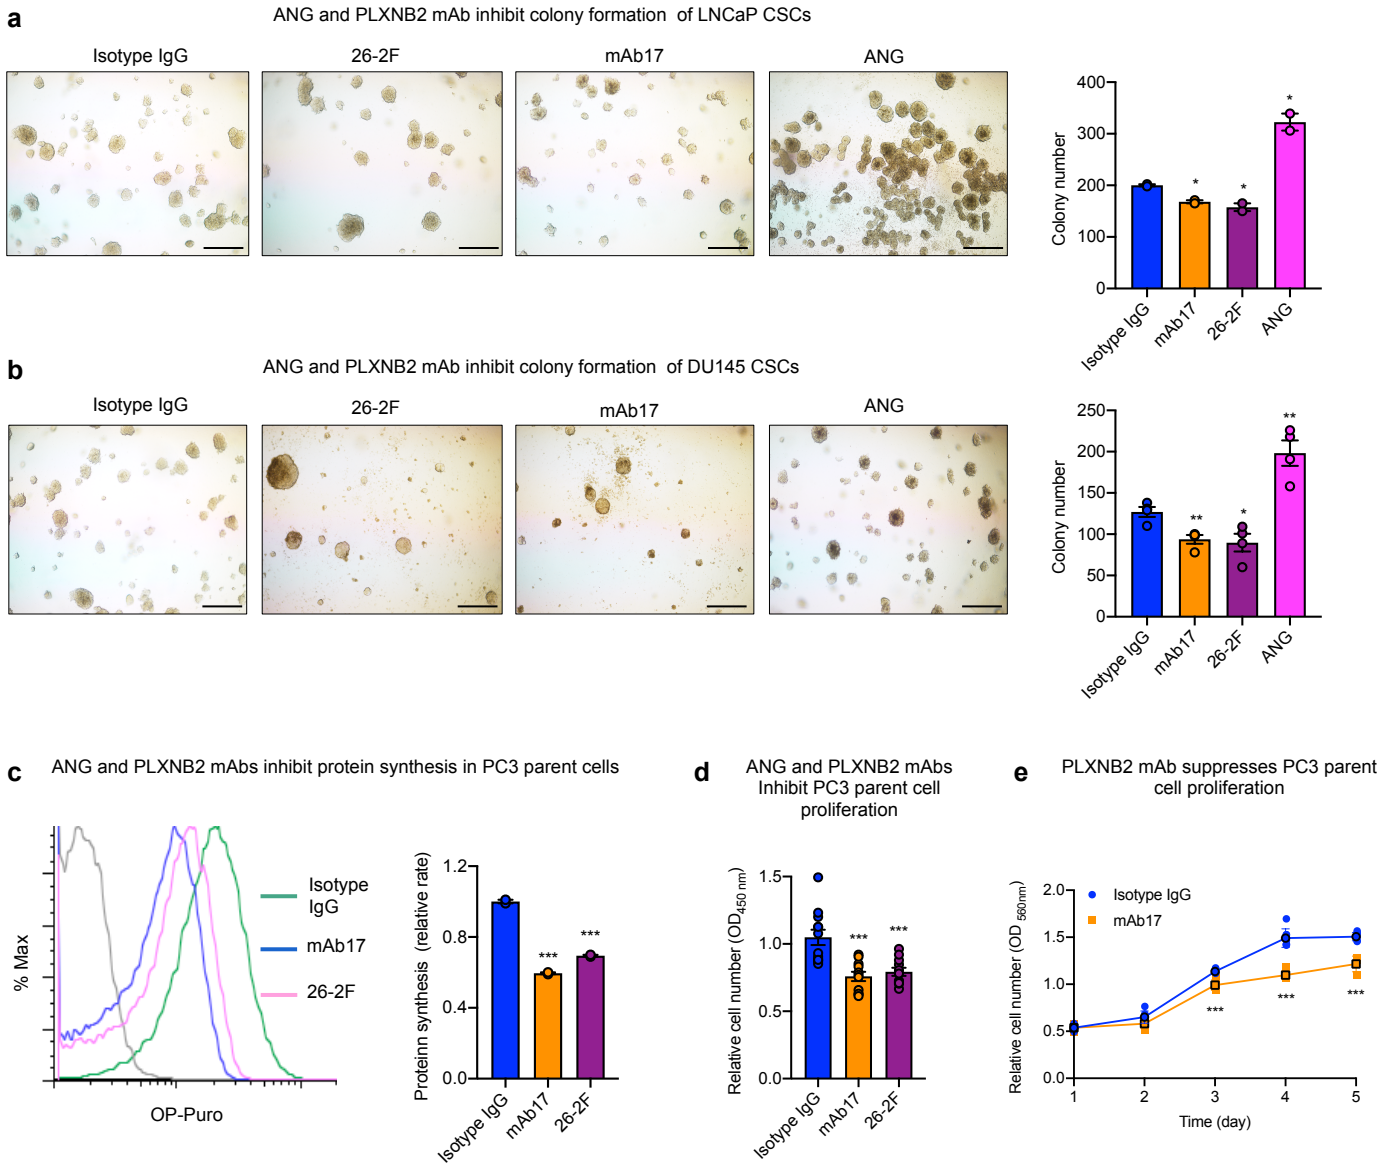 a
ANG and PLXNB2 mAb inhibit colony formation of LNCaP CSCs
Isotype IgG
26-2F
mAb17
ANG
Colony number
400
300
200
100
0
*
*
*
Isotype IgG
mAb17
26-2F
ANG
b
ANG and PLXNB2 mAb inhibit colony formation of DU145 CSCs
Isotype IgG
26-2F
mAb17
ANG
Colony number
250
200
150
100
50
0
**
*
**
Isotype IgG
mAb17
26-2F
ANG
c
ANG and PLXNB2 mAbs inhibit protein synthesis in PC3 parent cells
% Max
OP-Puro
Isotype
IgG
mAb17
26-2F
Proteinn synthesis (relative rate)
1.2
0.8
0.4
0.0
***
***
Isotype IgG
mAb17
26-2F
d
ANG and PLXNB2 mAbs
Inhibit PC3 parent cell
proliferation
Relative cell number (OD450 nm)
1.5
1.0
0.5
0.0
***
***
Isotype IgG
mAb17
26-2F
e
PLXNB2 mAb suppresses PC3 parent
cell proliferation
Relative cell number (OD 560nm)
2.0
1.5
1.0
0.5
0.0
Isotype IgG
mAb17
***
***
***
1
2
3
4
5
Time (day)